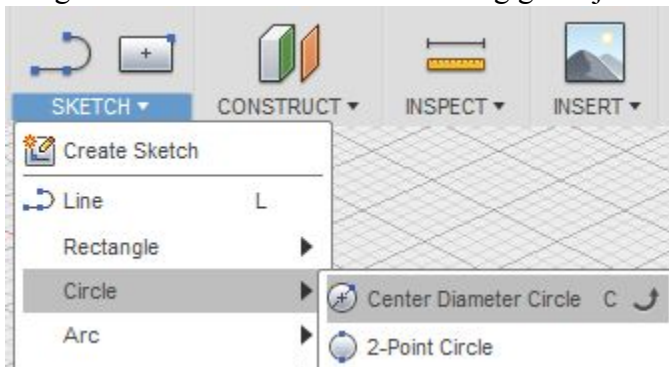 SKETCH ▾ CONSTRUCT ▾ INSPECT ▾ INSERT ▾
Create Sketch
Line L
Rectangle
Circle
Center Diameter Circle C
Arc
2-Point Circle